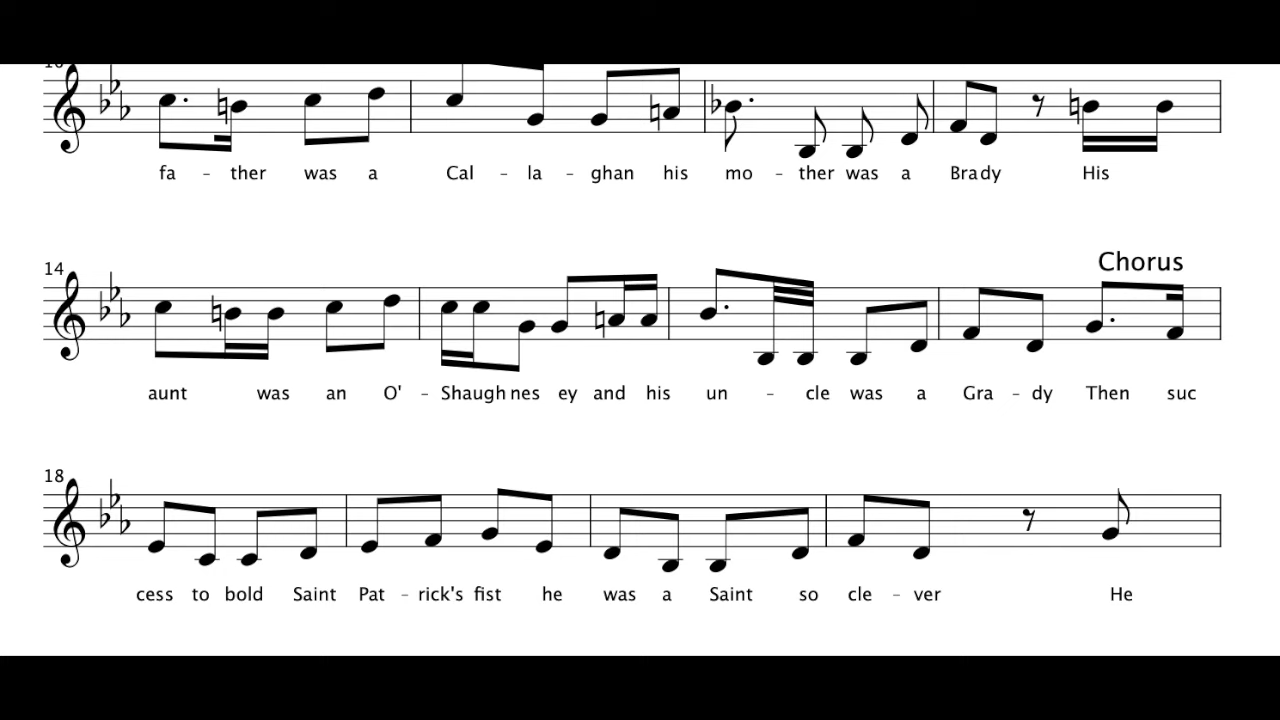 fa - ther was a Cal - la - ghan his mo - ther was a Brady His
14
Chorus
aunt was an O' - Shaugh nes ey and his un - cle was a Gra - dy Then suc
18
cess to bold Saint Pat - rick's fist he was a Saint so cle - ver He